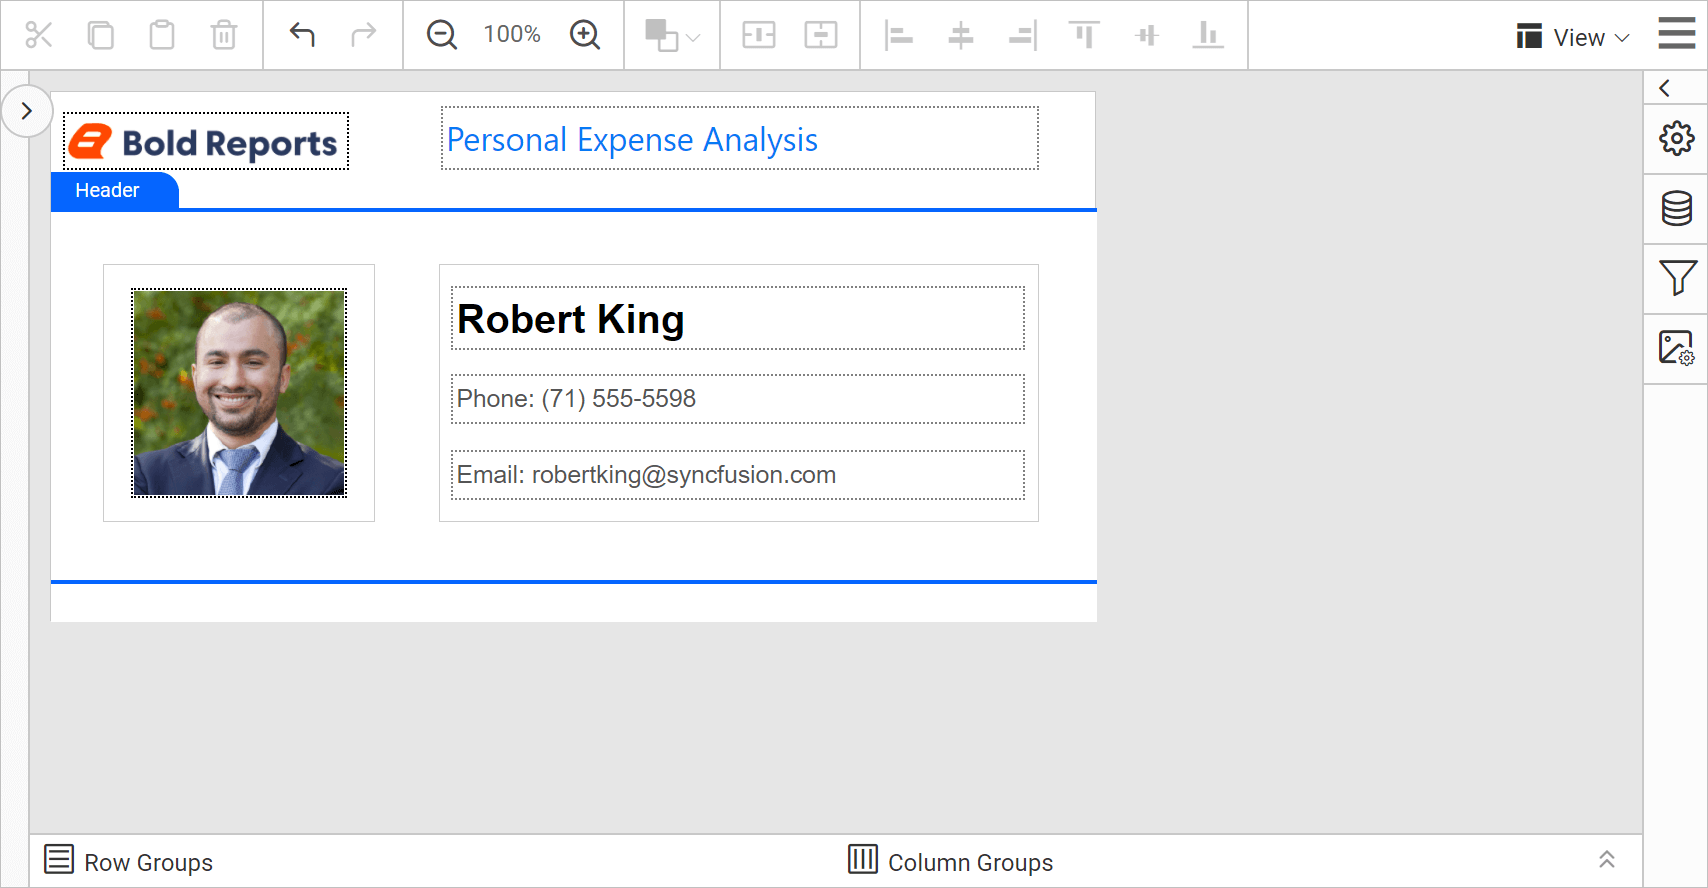 100%
View
Bold Reports
Personal Expense Analysis
Header
Robert King
Phone: (71) 555-5598
Email: robertking@syncfusion.com
Row Groups
Column Groups